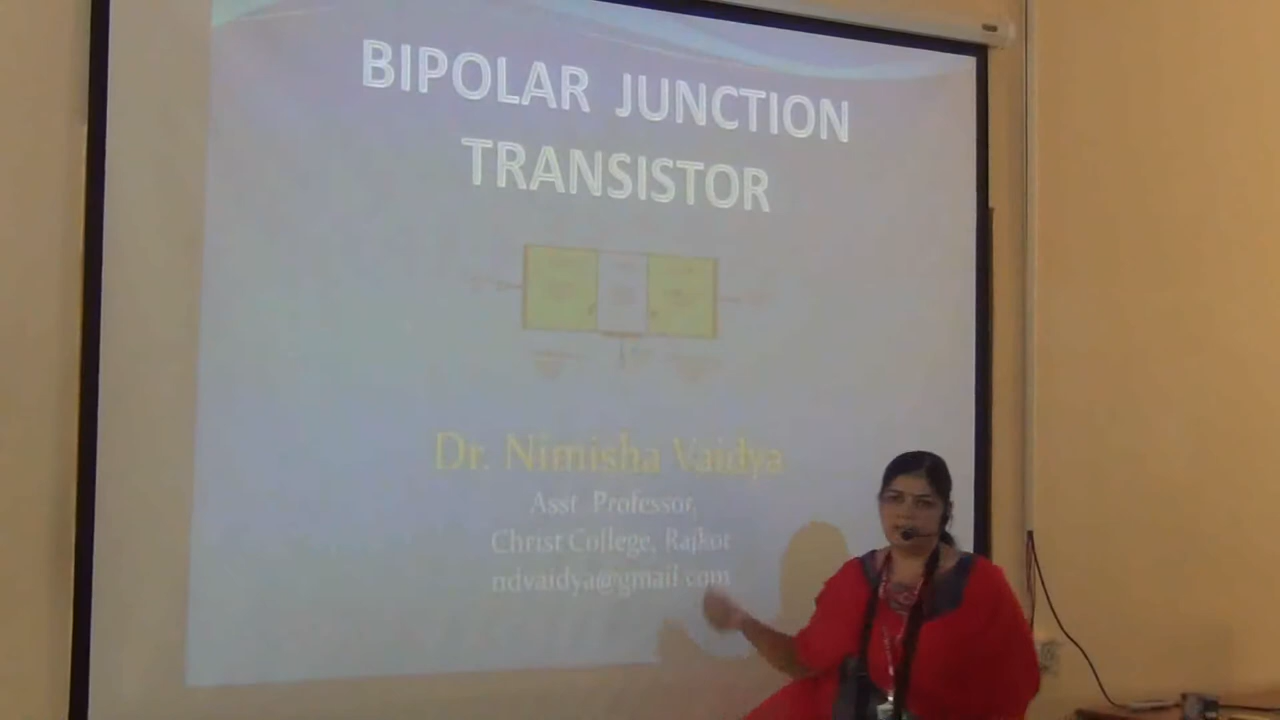 BIPOLAR JUNCTION
TRANSISTOR
Dr. Nimisha Vaidya
Asst Professor,
Christ College, Rajkot
ndvaidya@gmail.com